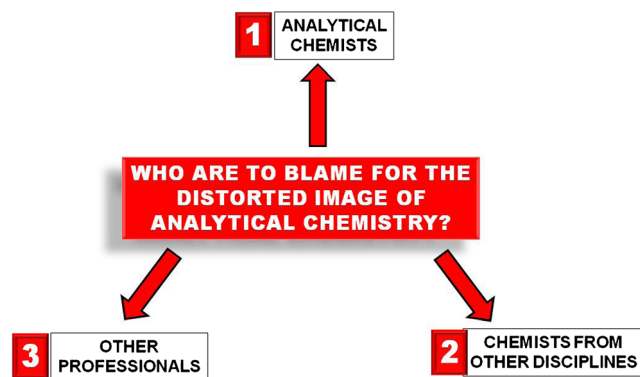 1
ANALYTICAL
CHEMISTS
WHO ARE TO BLAME FOR THE
DISTORTED IMAGE OF
ANALYTICAL CHEMISTRY?
3
OTHER
PROFESSIONALS
2
CHEMISTS FROM
OTHER DISCIPLINES